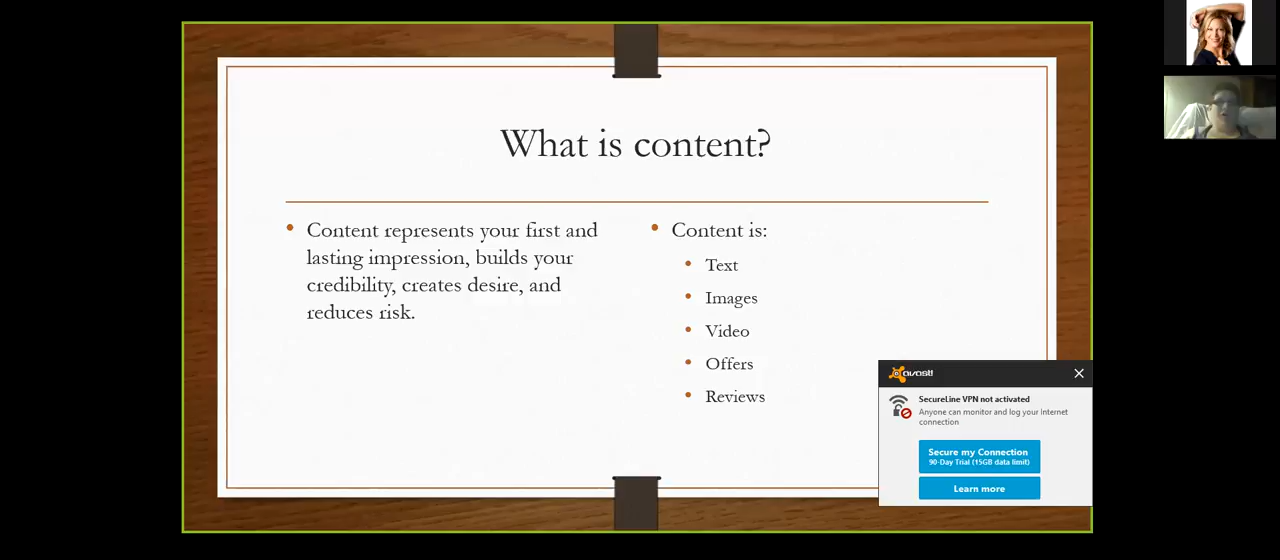 What is content?
Content represents your first and
lasting impression, builds your
credibility, creates desire, and
reduces risk.
Content is:
Text
Images
Video
Offers
Reviews
avast!
SecureLine VPN not activated
Anyone can monitor and log your Internet
connection
Secure my Connection
90-Day Trial (15GB data limit)
Learn more